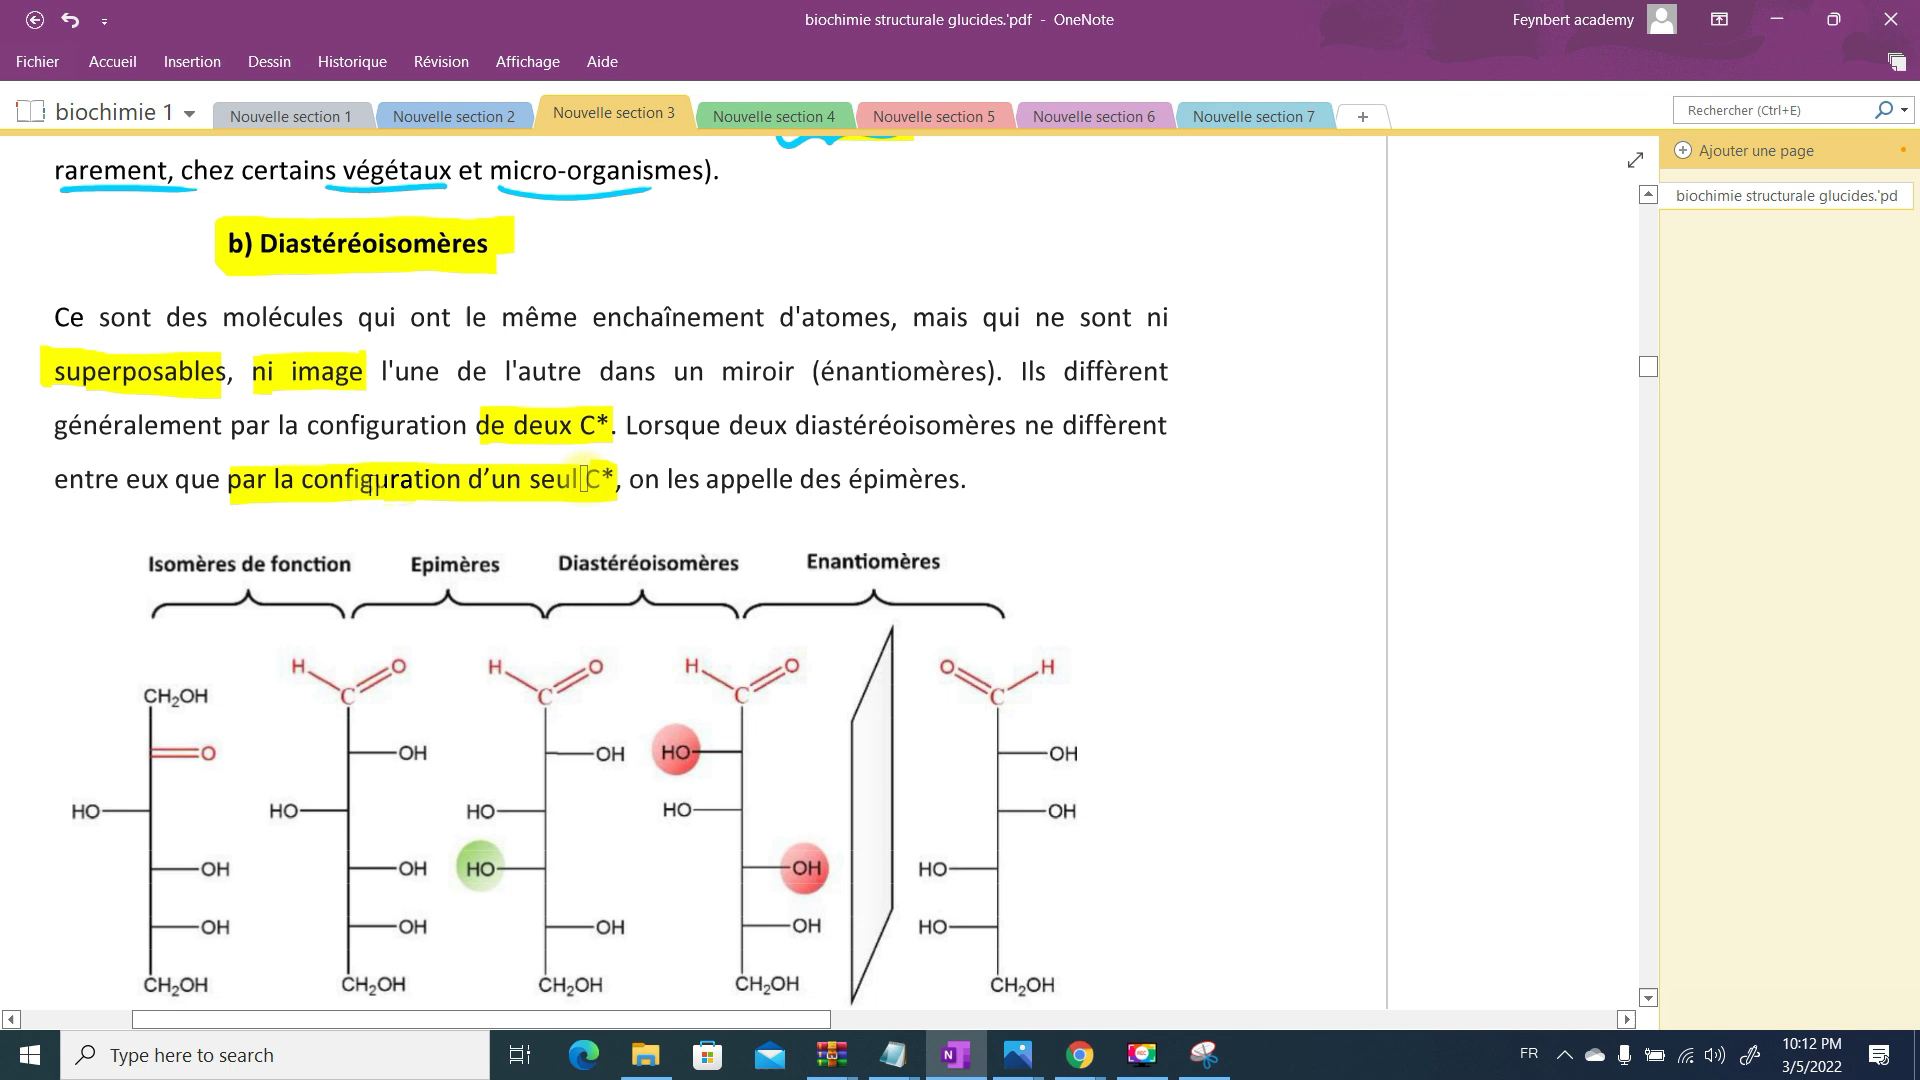 biochimie structurale glucides.'pdf - OneNote
Feynbert academy
Fichier Accueil Insertion Dessin Historique Révision Affichage Aide
biochimie 1
Nouvelle section 1
Nouvelle section 2
Nouvelle section 3
Nouvelle section 4
Nouvelle section 5
Nouvelle section 6
Nouvelle section 7
+
Rechercher (Ctrl+E)
Ajouter une page
biochimie structurale glucides.'pd
rarement, chez certains végétaux et micro-organismes).
b) Diastéréoisomères
Ce sont des molécules qui ont le même enchaînement d'atomes, mais qui ne sont ni
superposables, ni image l'une de l'autre dans un miroir (énantiomères). Ils diffèrent
généralement par la configuration de deux C*. Lorsque deux diastéréoisomères ne diffèrent
entre eux que par la configuration d’un seul C*, on les appelle des épimères.
Isomères de fonction Epimères Diastéréoisomères Enantiomères
H O H O H O O H
CH₂OH C C C C
O OH OH HO OH
HO HO HO HO OH
OH OH HO OH HO
OH OH OH OH HO
CH₂OH CH₂OH CH₂OH CH₂OH CH₂OH
Type here to search
FR
10:12 PM
3/5/2022